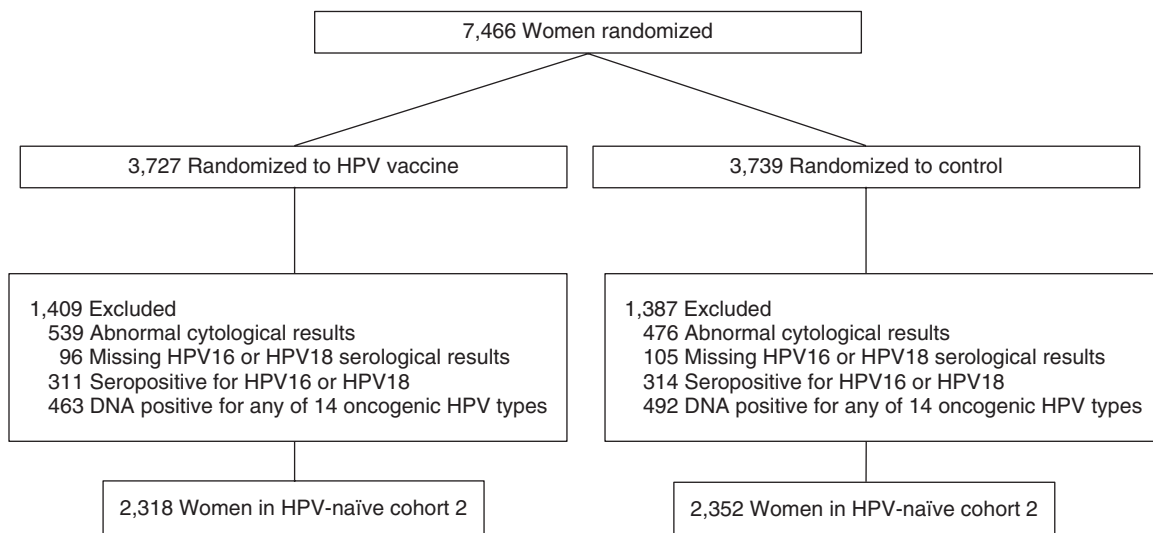 7,466 Women randomized
3,727 Randomized to HPV vaccine
3,739 Randomized to control
1,409 Excluded
539 Abnormal cytological results
96 Missing HPV16 or HPV18 serological results
311 Seropositive for HPV16 or HPV18
463 DNA positive for any of 14 oncogenic HPV types
1,387 Excluded
476 Abnormal cytological results
105 Missing HPV16 or HPV18 serological results
314 Seropositive for HPV16 or HPV18
492 DNA positive for any of 14 oncogenic HPV types
2,318 Women in HPV-naïve cohort 2
2,352 Women in HPV-naïve cohort 2